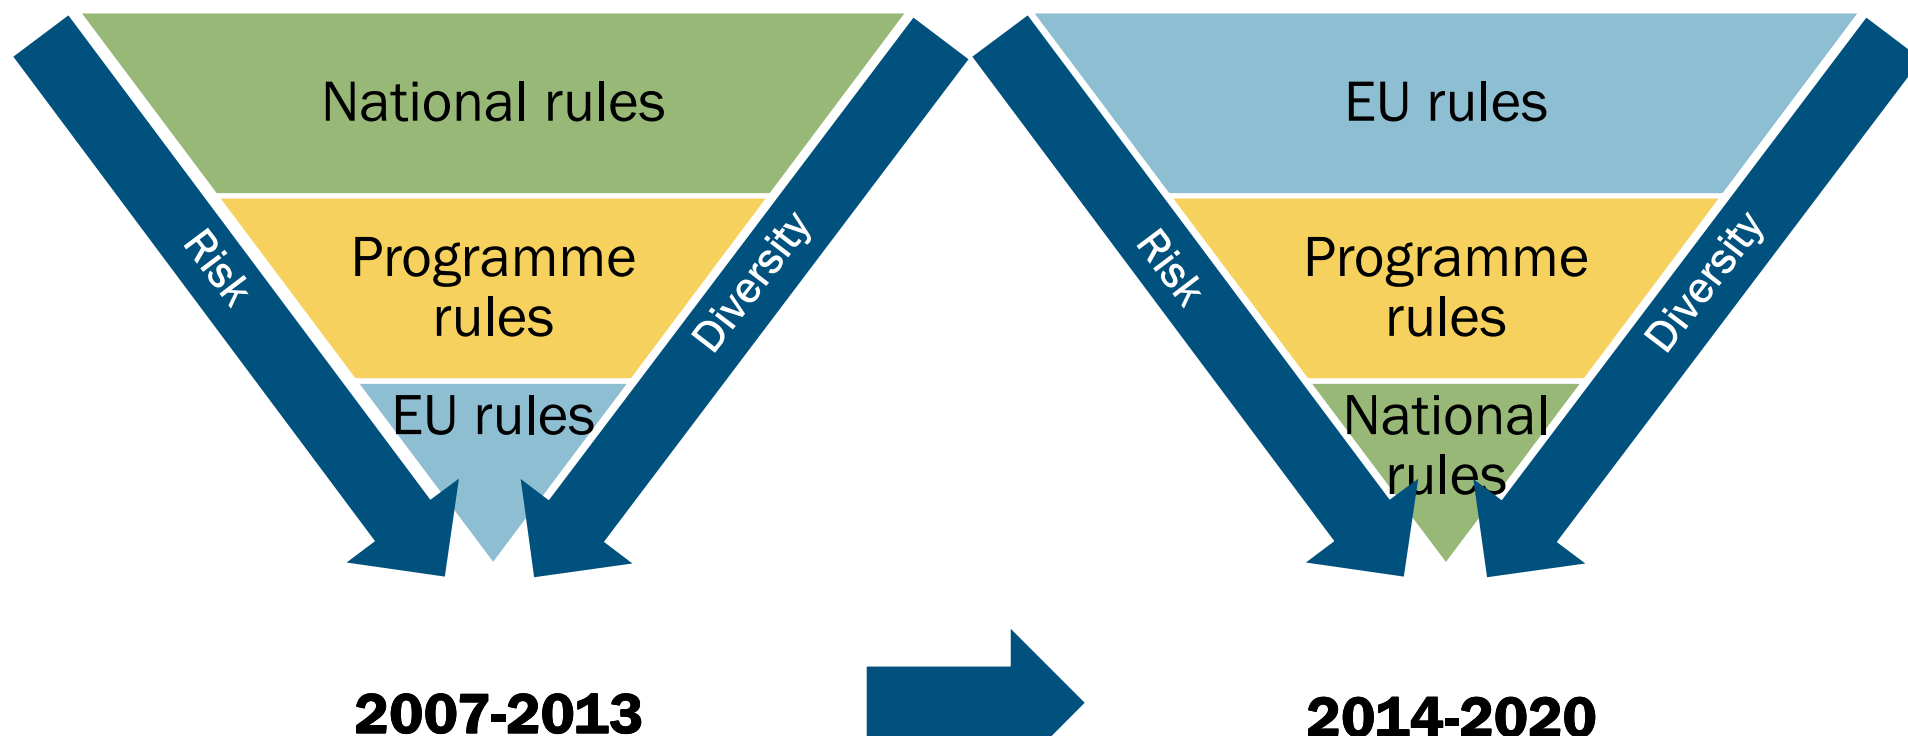 National rules
Programme
rules
EU rules
Risk
Diversity
2007-2013
EU rules
Programme
rules
National
rules
Risk
Diversity
2014-2020